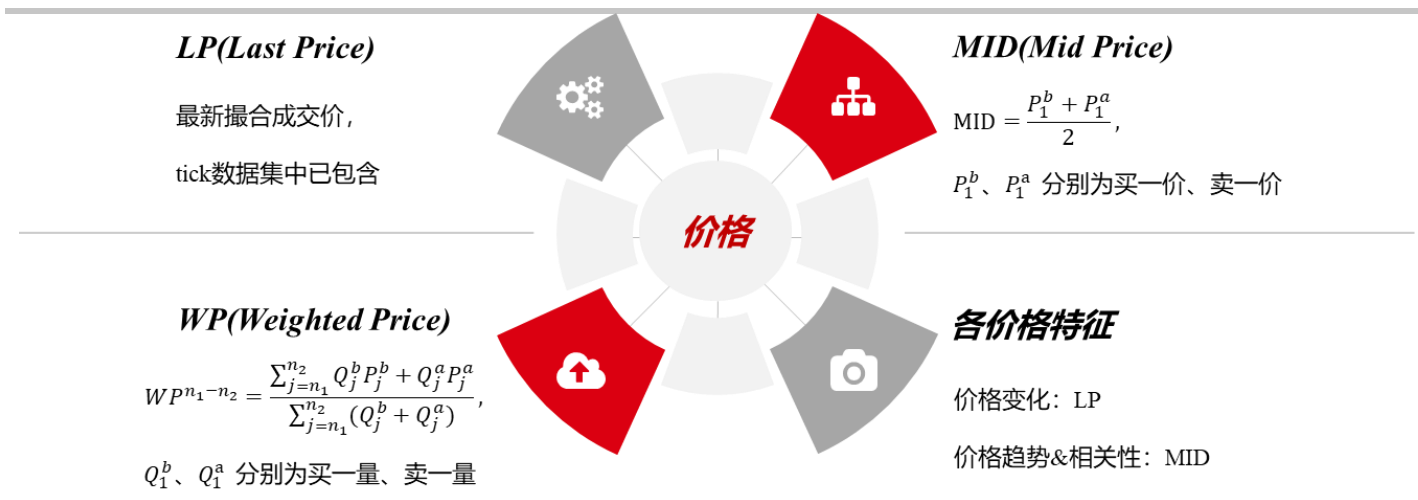 LP(Last Price)
最新撮合成交价,
tick数据集中已包含
MID(Mid Price)
MID = \frac{P_1^b + P_1^a}{2},
P_1^b、P_1^a 分别为买一价、卖一价
价格
WP(Weighted Price)
WP^{n_1-n_2} = \frac{\sum_{j=n_1}^{n_2} Q_j^b P_j^b + Q_j^a P_j^a}{\sum_{j=n_1}^{n_2} (Q_j^b + Q_j^a)},
Q_1^b、Q_1^a 分别为买一量、卖一量
各价格特征
价格变化：LP
价格趋势&相关性：MID